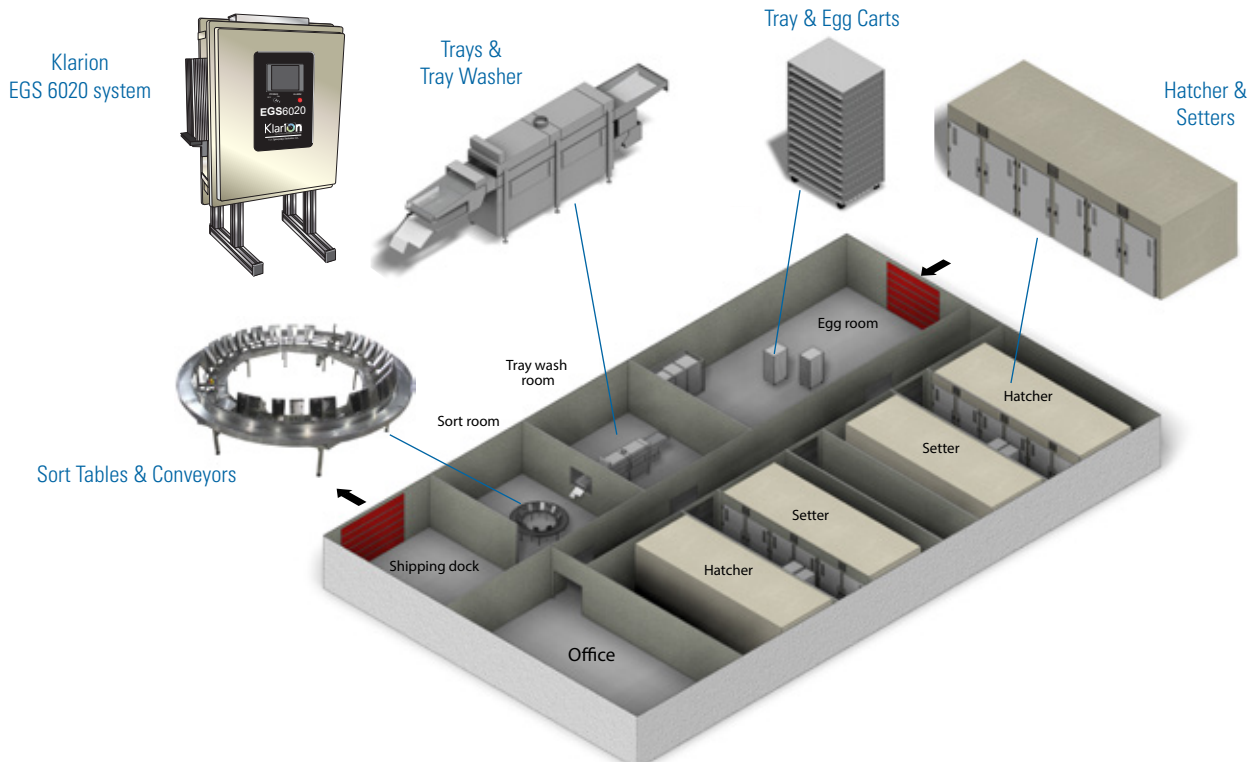 Klarion
EGS 6020 system
EGS6020
Klarion
Trays &
Tray Washer
Tray & Egg Carts
Hatcher &
Setters
Sort Tables & Conveyors
Egg room
Tray wash
room
Sort room
Shipping dock
Office
Hatcher
Setter
Setter
Hatcher